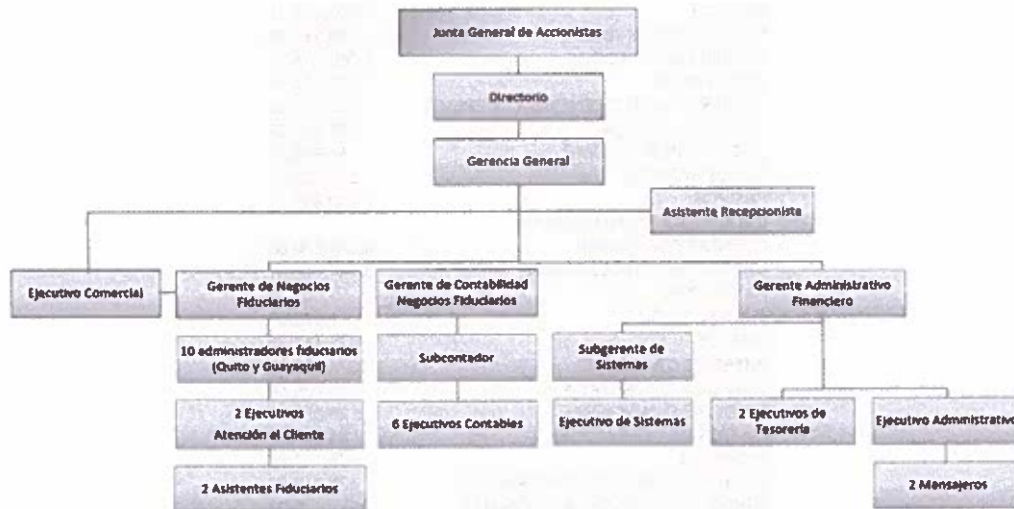 Junta General de Accionistas
Directorio
Gerencia General
Asistente Recepcionista
Ejecutivo Comercial
Gerente de Negocios
Fiduciarios
Gerente de Contabilidad
Negocios Fiduciarios
Gerente Administrativo
Financiero
10 administradores fiduciarios
(Quito y Guayaquil)
Subcontador
Subgerente de
Sistemas
2 Ejecutivos
Atención al Cliente
6 Ejecutivos Contables
Ejecutivo de Sistemas
2 Ejecutivos de
Tesorería
Ejecutivo Administrativo
2 Asistentes Fiduciarios
2 Mensajeros